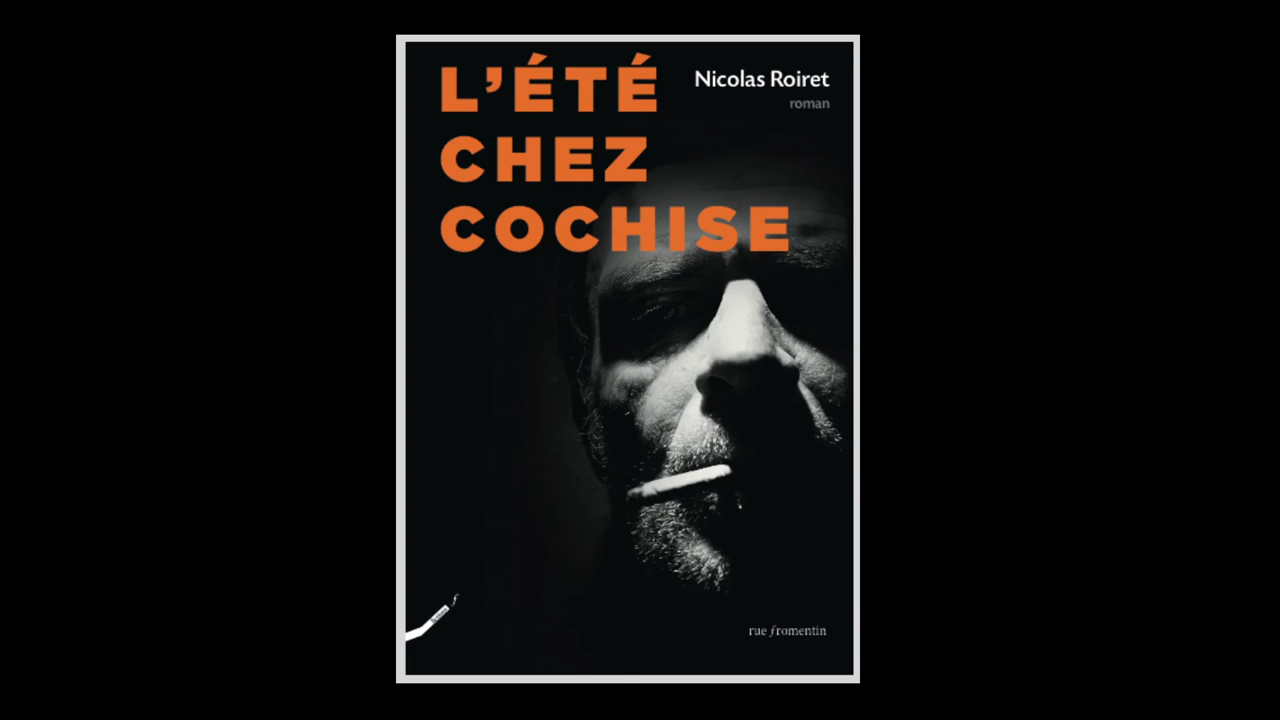 L'ÉTÉ
CHEZ
COCHISE
Nicolas Roiret
roman
rue fromentin